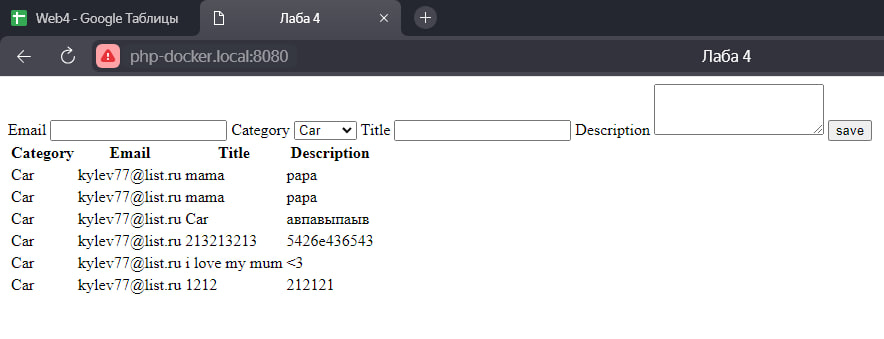 Web4 - Google Таблицы Лаба 4
php-docker.local:8080 Лаба 4
Email Category Car Title Description save
Category Email Title Description
Car kylev77@list.ru mama papa
Car kylev77@list.ru mama papa
Car kylev77@list.ru Car авпавыпаыв
Car kylev77@list.ru 213213213 5426e436543
Car kylev77@list.ru i love my mum <3
Car kylev77@list.ru 1212 212121